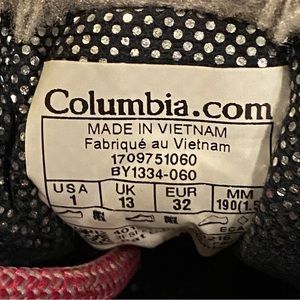 Columbia.com
MADE IN VIETNAM
Fabriqué au Vietnam
1709751060
BY1334-060
USA UK EUR MM
1 13 32 190(1.5